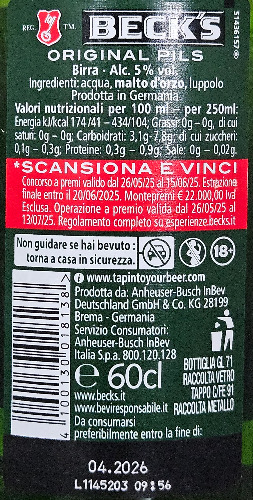 REG. TM.
BECK'S
ORIGINAL PILS
Birra - Alc. 5% vol.
Ingredienti: acqua, malto d'orzo, luppolo
Prodotta in Germania
Valori nutrizionali per 100 ml – per 250ml:
Energia kJ/kcal 174/41 – 434/104; Grassi: 0g – 0g, di cui
saturi: 0g – 0g; Carboidrati: 3,1g-7,8g; di cui zuccheri:
0,1g – 0,3g; Proteine: 0,3g – 0,9g; Sale: 0g – 0,02g.
51436157
*SCANSIONA E VINCI
Concorso a premi valido dal 26/05/25 al 15/06/25. Estrazione
finale entro il 20/06/2025. Montepremi € 22.000,00 Iva
Esclusa. Operazione a premio valida dal 26/05/25 al
13/07/25. Regolamento completo su esperienze.becks.it
Non guidare se hai bevuto:
torna a casa in sicurezza.
18+
www.tapintoyourbeer.com
Prodotta da: Anheuser-Busch InBev
Deutschland GmbH & Co. KG 28199
Brema - Germania
Servizio Consumatori:
Anheuser-Busch InBev
Italia S.p.a. 800.120.128
e 60cl
BOTTIGLIA GL 71
RACCOLTA VETRO
TAPPO C/FE 91
RACCOLTA METALLO
www.becks.it
www.beviresponsabile.it
Da consumarsi
preferibilmente entro la fine di:
4 100130 018138
04.2026
L1145203 09:56